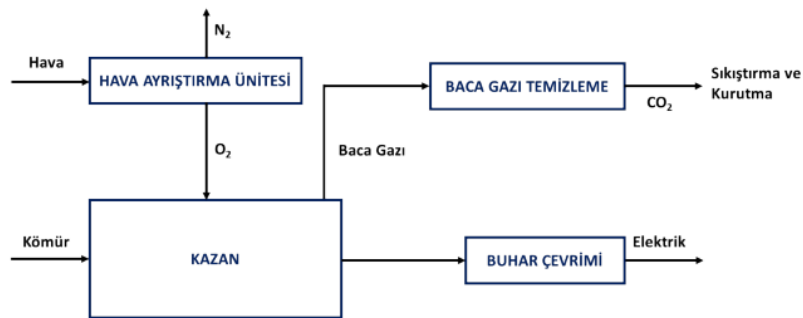 N₂
Hava
HAVA AYRIŞTIRMA ÜNİTESİ
BACA GAZI TEMİZLEME
Sıkıştırma ve
Kurutma
CO₂
O₂
Baca Gazı
Kömür
KAZAN
BUHAR ÇEVRİMİ
Elektrik